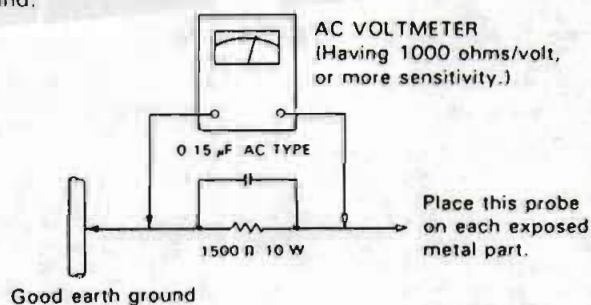 AC VOLTMETER
(Having 1000 ohms/volt,
or more sensitivity.)
0 15 µF AC TYPE
Place this probe
on each exposed
metal part.
1500 Ω 10 W
Good earth ground